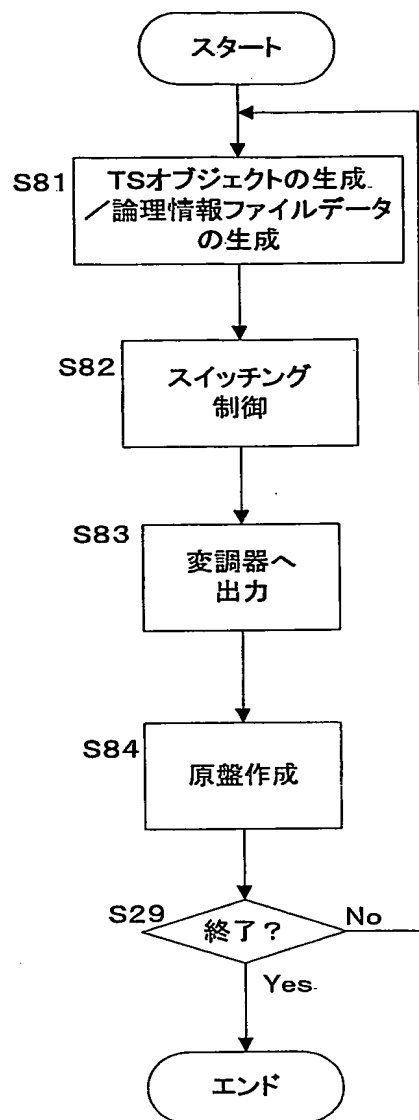 スタート
S81
TSオブジェクトの生成
／論理情報ファイルデータ
の生成
S82
スイッチング
制御
S83
変調器へ
出力
S84
原盤作成
S29
終了？
No
Yes
エンド